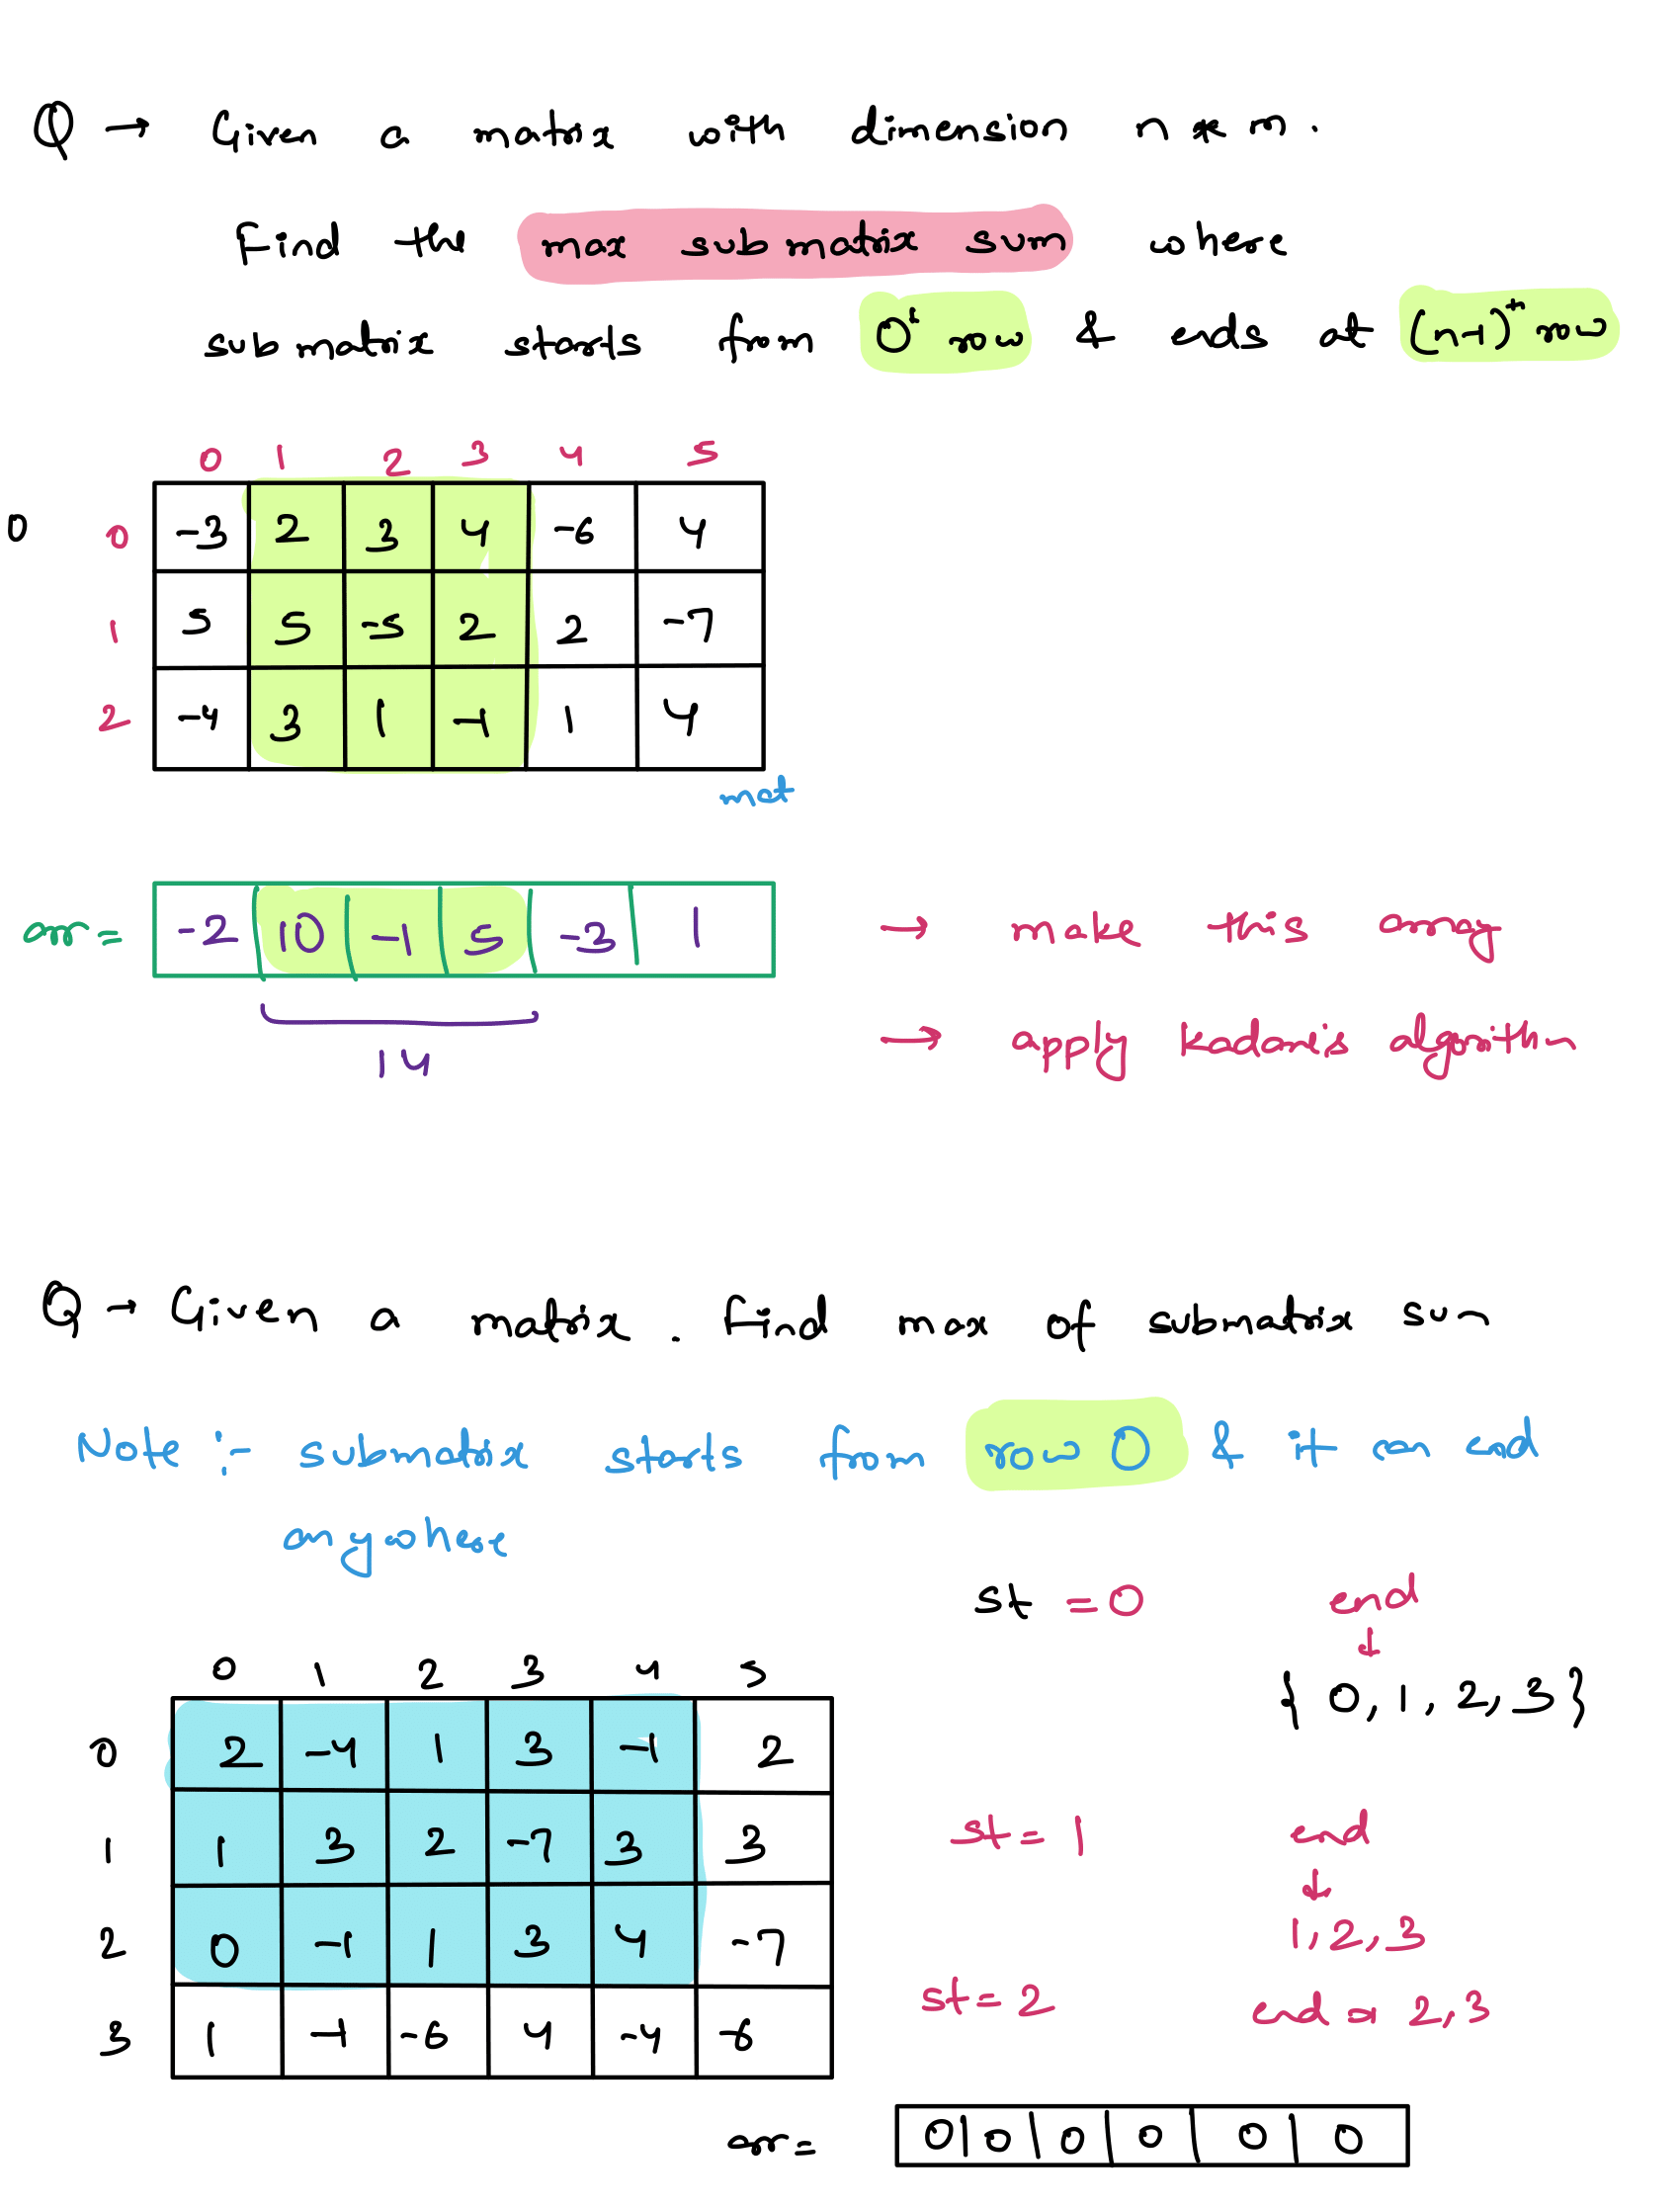 Q → Given a matrix with dimension n * m .
Find the max submatrix sum where
submatrix starts from 0t row & ends at (n-1)th row
0 1 2 3 4 5
0 0 -3 2 3 4 -6 4
1 5 5 -5 2 2 -7
2 -4 3 1 -1 1 4
mat
arr = -2 10 -1 5 -3 1 → make this array
14 → apply kadane's algorithm
Q → Given a matrix . Find max of submatrix sum
Note :- submatrix starts from row 0 & it can end
anywhere
st = 0 end
↓
{ 0, 1, 2, 3 }
0 1 2 3 4 5
0 2 -4 1 3 -1 2
1 1 3 2 -7 3 3
2 0 -1 1 3 4 -7
3 1 -1 -6 4 -4 -6
st = 1 end
↓
1, 2, 3
st = 2 end = 2, 3
arr = 0 0 0 0 0 0